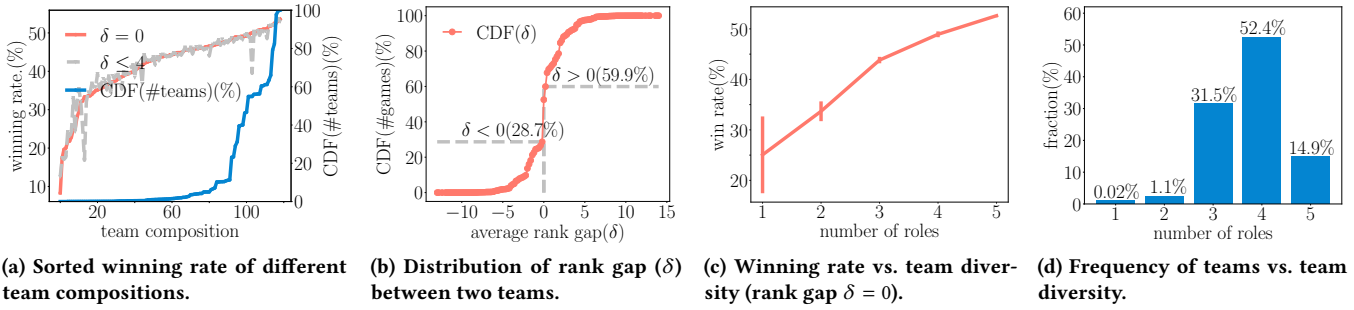 50
40
30
20
10
winning rate.(%)
δ = 0
δ ≤ 4
CDF(#teams)(%)
100
80
60
40
20
0
CDF(#teams)(%)
20 60 100
team composition
(a) Sorted winning rate of different
team compositions.
100
80
60
40
20
0
CDF(#games)(%)
CDF(δ)
δ > 0(59.9%)
δ < 0(28.7%)
−10 −5 0 5 10 15
average rank gap(δ)
(b) Distribution of rank gap (δ)
between two teams.
50
40
30
20
win rate(%)
1 2 3 4 5
number of roles
(c) Winning rate vs. team diver-
sity (rank gap δ = 0).
60
50
40
30
20
10
0
fraction(%)
0.02%
1.1%
31.5%
52.4%
14.9%
1 2 3 4 5
number of roles
(d) Frequency of teams vs. team
diversity.